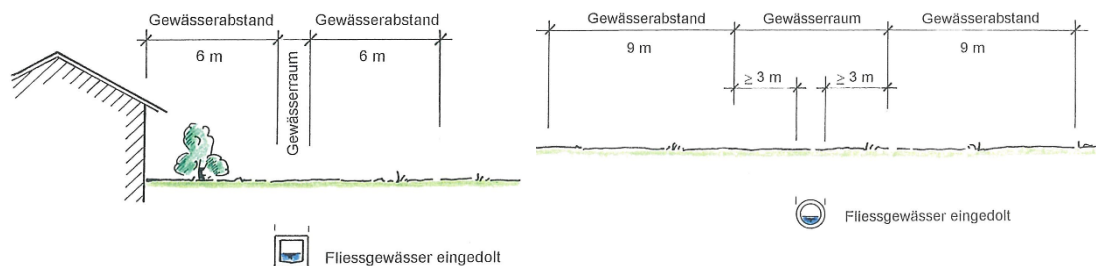 Gewässerabstand
Gewässerabstand
6 m
Gewässerraum
6 m
Fliessgewässer eingedolt
Gewässerabstand
Gewässerraum
Gewässerabstand
9 m
9 m
≥ 3 m
≥ 3 m
Fliessgewässer eingedolt